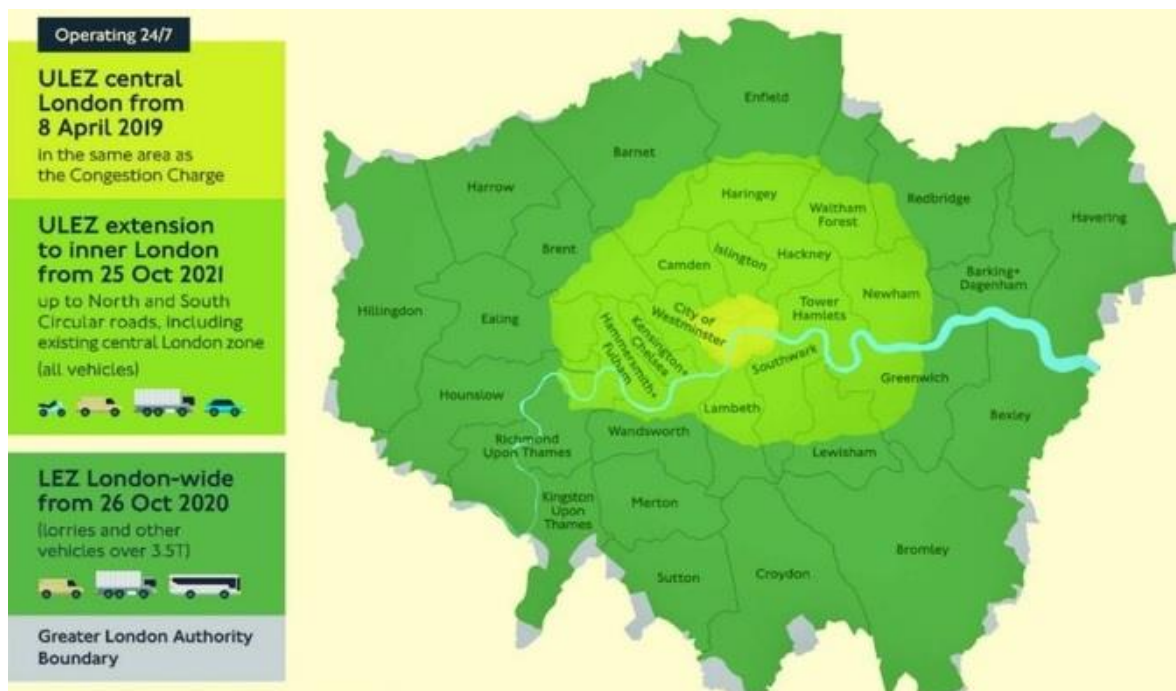 Operating 24/7
ULEZ central
London from
8 April 2019
in the same area as
the Congestion Charge
ULEZ extension
to inner London
from 25 Oct 2021
up to North and South
Circular roads, including
existing central London zone
(all vehicles)
LEZ London-wide
from 26 Oct 2020
(lorries and other
vehicles over 3.5T)
Greater London Authority
Boundary
Enfield
Barnet
Harrow
Haringey
Waltham
Forest
Redbridge
Havering
Brent
Camden
Islington
Hackney
Barking+
Dagenham
Hillingdon
Ealing
City of
Westminster
Tower
Hamlets
Newham
Kensington+
Chelsea
Hammersmith+
Fulham
Southwark
Greenwich
Hounslow
Lambeth
Bexley
Richmond
Upon Thames
Wandsworth
Lewisham
Kingston
Upon
Thames
Merton
Bromley
Sutton
Croydon